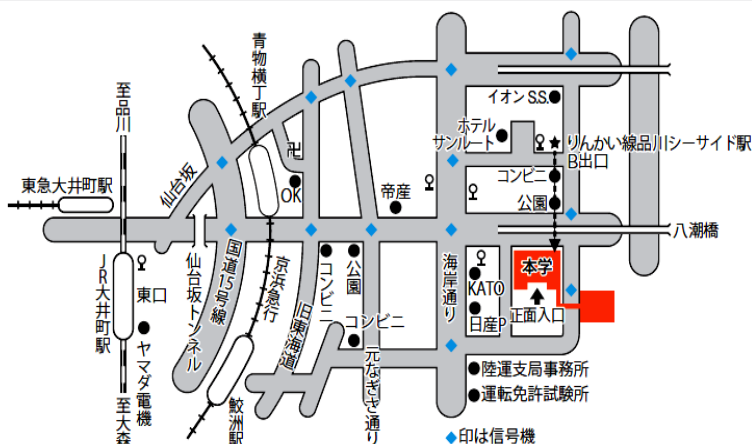 青物横丁駅
至品川
イオンS.S.
ホテル
サンルート
りんかい線品川シーサイド駅
B出口
卍
コンビニ
仙台坂
OK
東急大井町駅
帝産
公園
八潮橋
本学
海岸通り
KATO
正面入口
日産P
JR大井町駅
東口
仙台坂トンネル
国道15号線
京浜急行
コンビニ
公園
旧東海道
コンビニ
ヤマダ電機
元なぎさ通り
陸運支局事務所
運転免許試験所
至大森
鮫洲駅
◆印は信号機